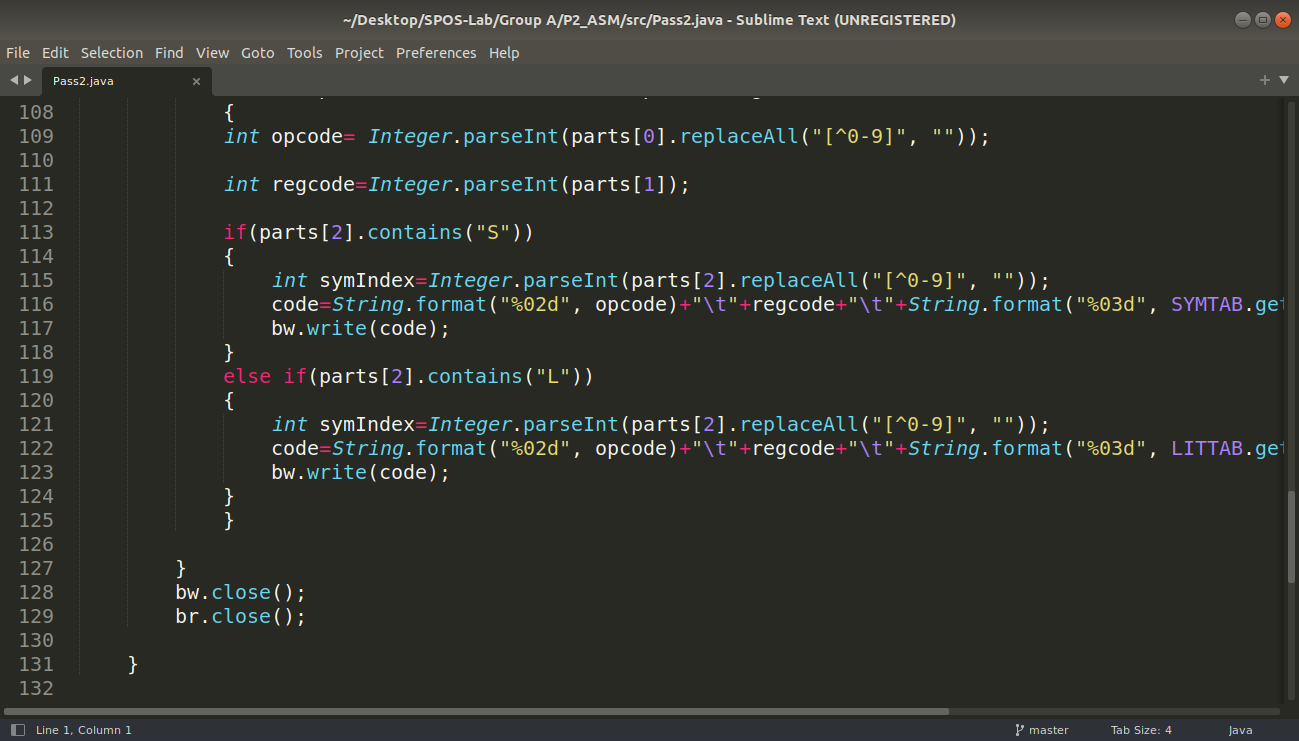 ~/Desktop/SPOS-Lab/Group A/P2_ASM/src/Pass2.java - Sublime Text (UNREGISTERED)
File Edit Selection Find View Goto Tools Project Preferences Help
Pass2.java
108 {
109 int opcode= Integer.parseInt(parts[0].replaceAll("[^0-9]", ""));
110
111 int regcode=Integer.parseInt(parts[1]);
112
113 if(parts[2].contains("S"))
114 {
115 int symIndex=Integer.parseInt(parts[2].replaceAll("[^0-9]", ""));
116 code=String.format("%02d", opcode)+"\t"+regcode+"\t"+String.format("%03d", SYMTAB.get
117 bw.write(code);
118 }
119 else if(parts[2].contains("L"))
120 {
121 int symIndex=Integer.parseInt(parts[2].replaceAll("[^0-9]", ""));
122 code=String.format("%02d", opcode)+"\t"+regcode+"\t"+String.format("%03d", LITTAB.get
123 bw.write(code);
124 }
125 }
126
127 }
128 bw.close();
129 br.close();
130
131 }
132
Line 1, Column 1 master Tab Size: 4 Java